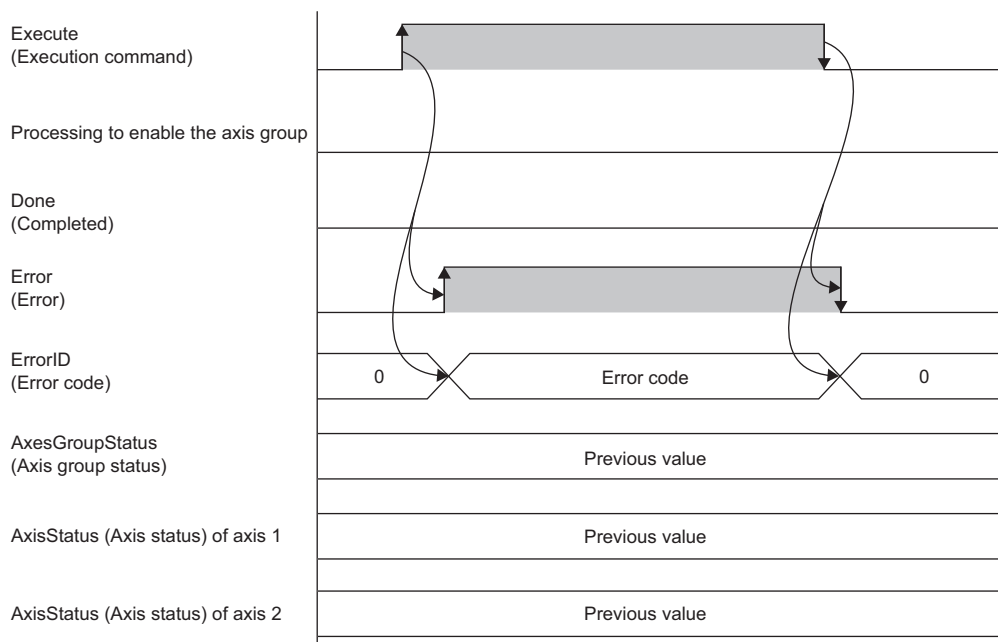 Execute
(Execution command)
Processing to enable the axis group
Done
(Completed)
Error
(Error)
ErrorID
(Error code)
0
Error code
0
AxesGroupStatus
(Axis group status)
Previous value
AxisStatus (Axis status) of axis 1
Previous value
AxisStatus (Axis status) of axis 2
Previous value